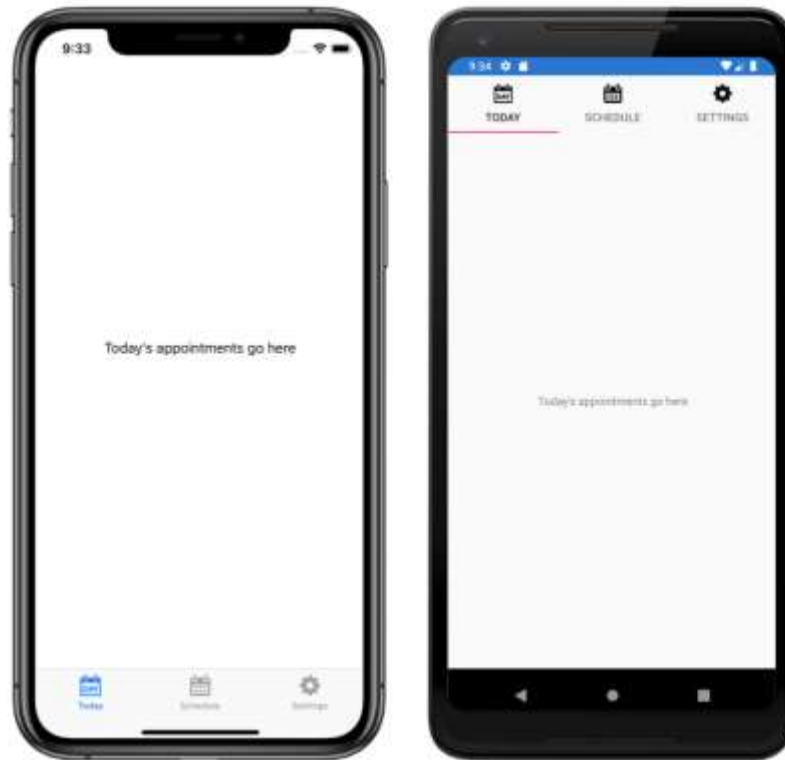 9:33
Today's appointments go here
Today
Schedule
Settings
9:34
TODAY
SCHEDULE
SETTINGS
Today's appointments go here